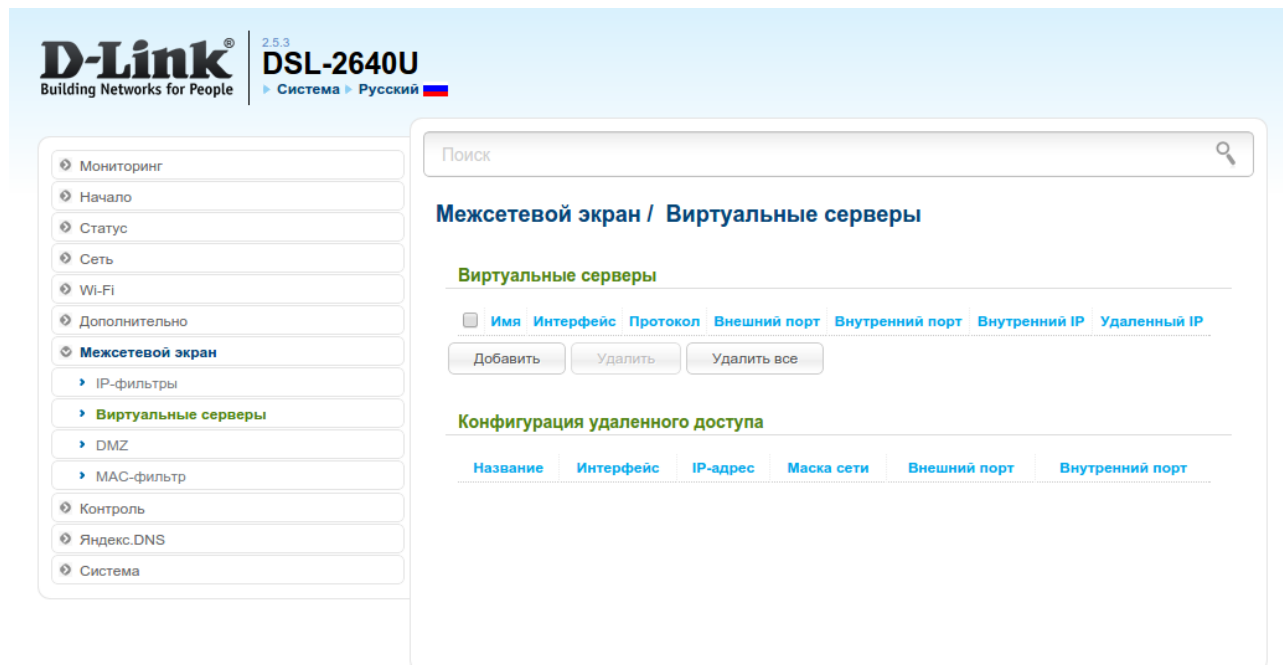 D-Link®
Building Networks for People
2.5.3
DSL-2640U
Система Русский
Мониторинг
Начало
Статус
Сеть
Wi-Fi
Дополнительно
Межсетевой экран
IP-фильтры
Виртуальные серверы
DMZ
МАС-фильтр
Контроль
Яндекс.DNS
Система
Поиск
Межсетевой экран / Виртуальные серверы
Виртуальные серверы
Имя Интерфейс Протокол Внешний порт Внутренний порт Внутренний IP Удаленный IP
Добавить Удалить Удалить все
Конфигурация удаленного доступа
Название Интерфейс IP-адрес Маска сети Внешний порт Внутренний порт